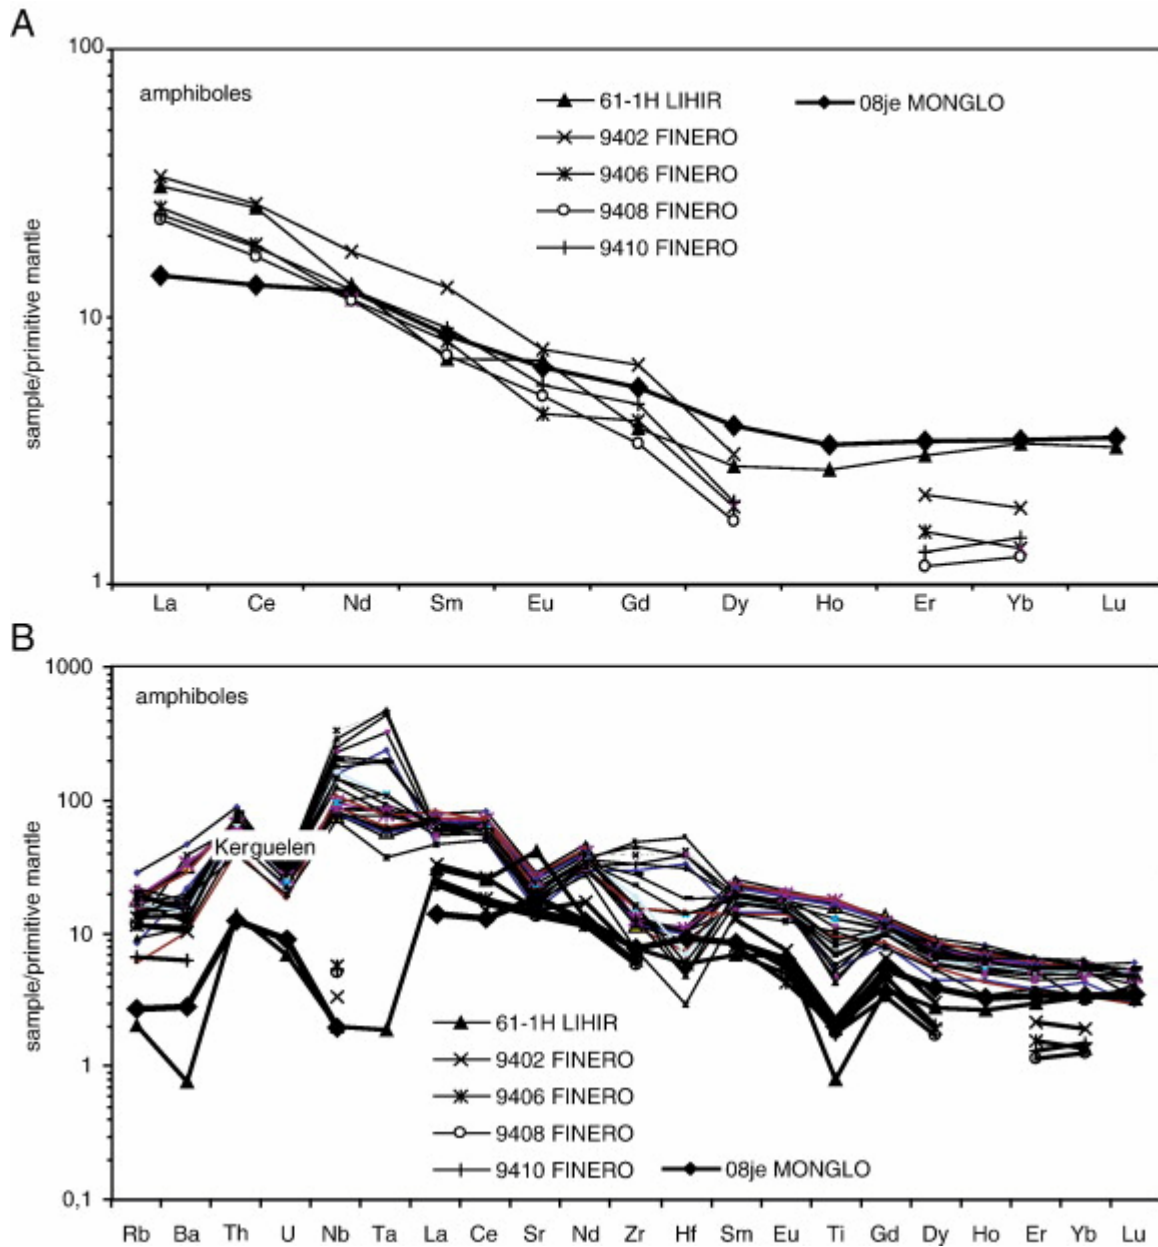 A
100
amphiboles
61-1H LIHIR
08je MONGLO
9402 FINERO
9406 FINERO
9408 FINERO
9410 FINERO
10
sample/primitive mantle
1
La Ce Nd Sm Eu Gd Dy Ho Er Yb Lu
B
1000
amphiboles
100
Kerguelen
10
sample/primitive mantle
61-1H LIHIR
9402 FINERO
1
9406 FINERO
9408 FINERO
9410 FINERO
08je MONGLO
0,1
Rb Ba Th U Nb Ta La Ce Sr Nd Zr Hf Sm Eu Ti Gd Dy Ho Er Yb Lu